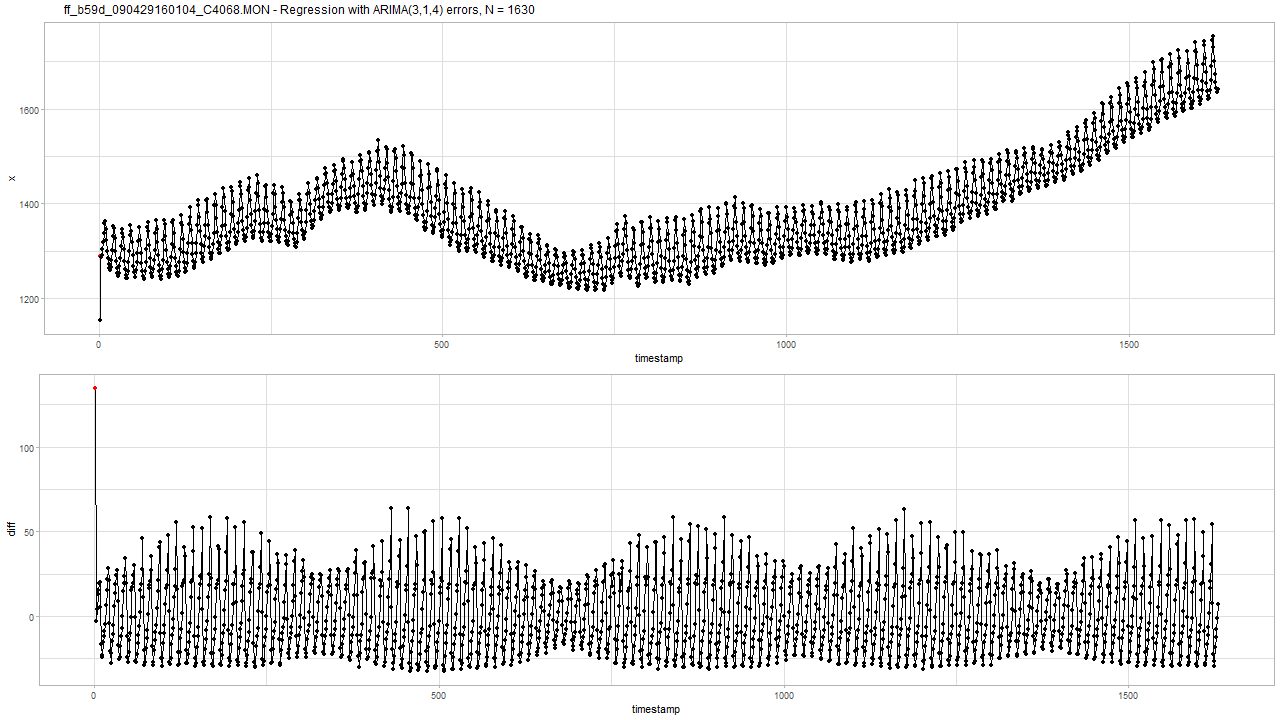 ff_b59d_090429160104_C4068.MON - Regression with ARIMA(3,1,4) errors, N = 1630
x
1600
1400
1200
0
500
1000
1500
timestamp
diff
100
50
0
0
500
1000
1500
timestamp